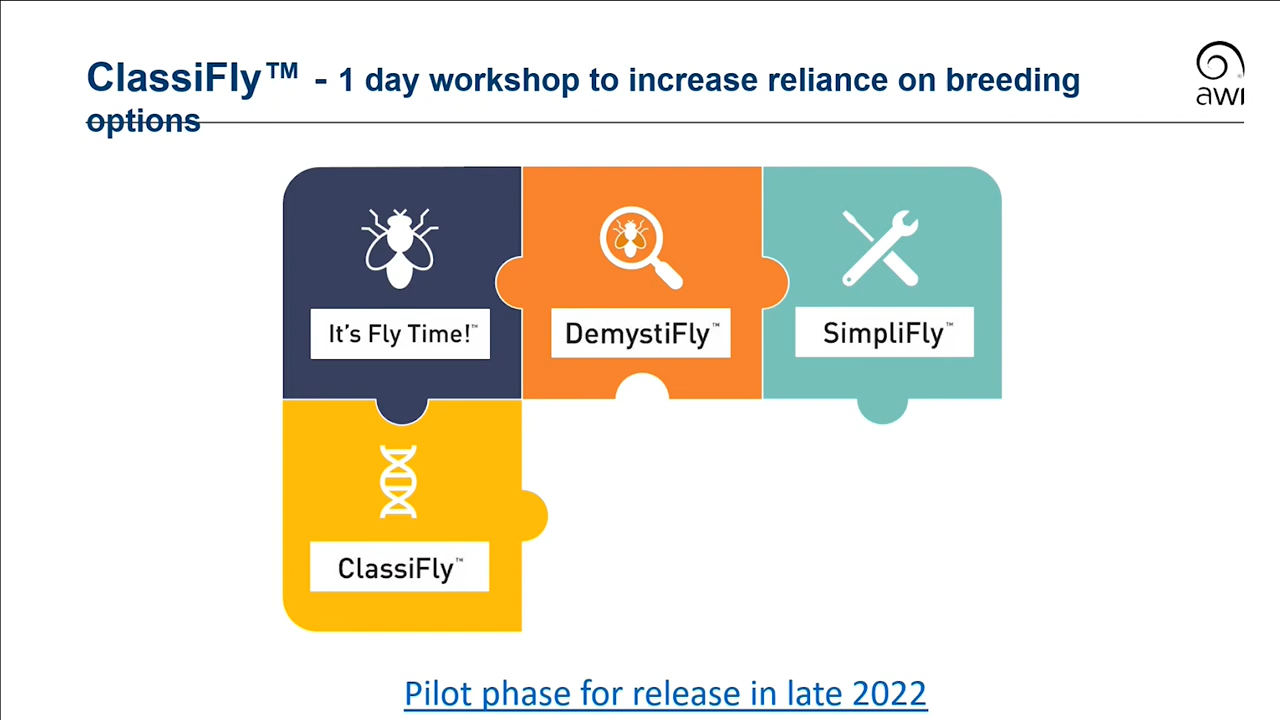 ClassiFly™ - 1 day workshop to increase reliance on breeding
options
awi
It's Fly Time!™
DemystiFly™
SimpliFly™
ClassiFly™
Pilot phase for release in late 2022